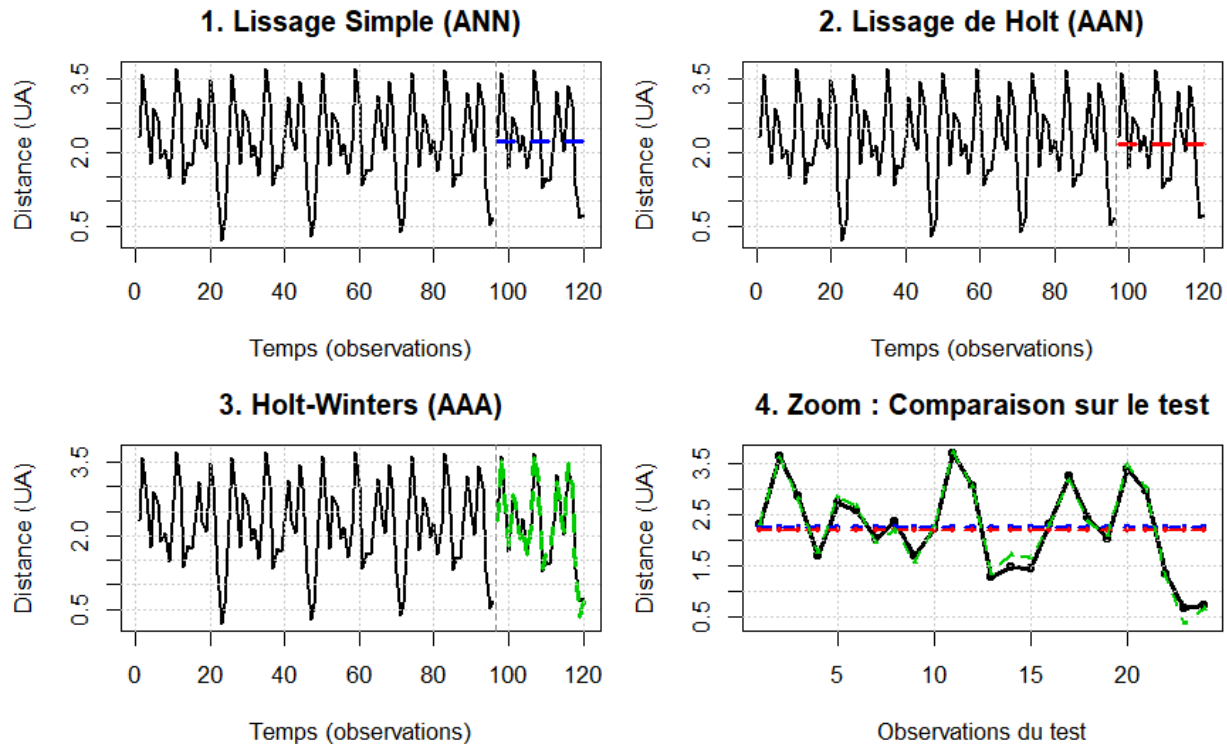 1. Lissage Simple (ANN)
Distance (UA)
0.5 2.0 3.5
0 20 40 60 80 100 120
Temps (observations)
2. Lissage de Holt (AAN)
Distance (UA)
0.5 2.0 3.5
0 20 40 60 80 100 120
Temps (observations)
3. Holt-Winters (AAA)
Distance (UA)
0.5 2.0 3.5
0 20 40 60 80 100 120
Temps (observations)
4. Zoom : Comparaison sur le test
Distance (UA)
0.5 1.5 2.5 3.5
5 10 15 20
Observations du test